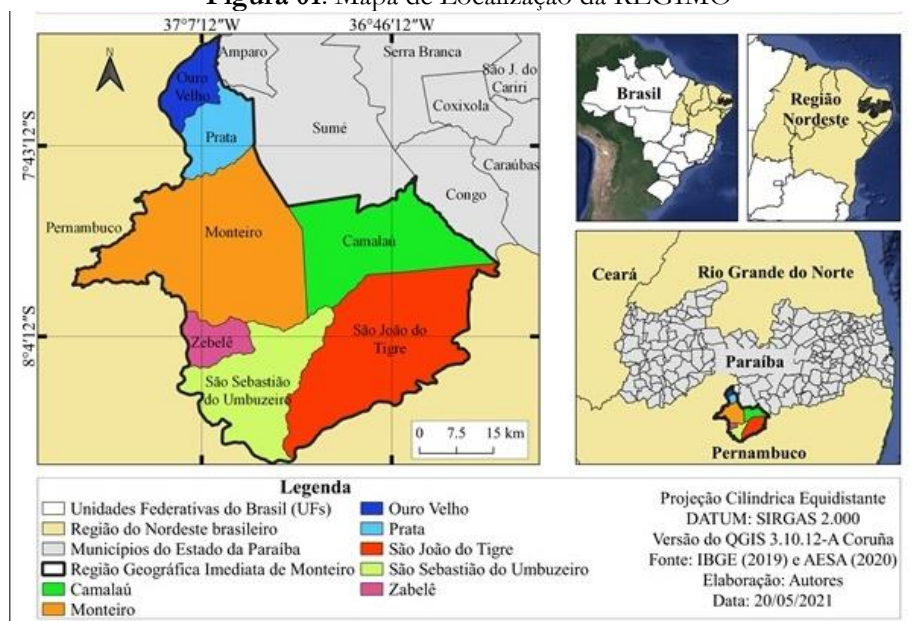 Figura 01. Mapa de Localização da REGIMO
37°7'12"W
36°46'12"W
7°43'12"S
8°4'12"S
N
Amparo
Serra Branca
São J. do
Cariri
Ouro
Velho
Coxixola
Prata
Sumé
Caraúbas
Congo
Pernambuco
Monteiro
Camalaú
São João do
Tigre
Zebelê
São Sebastião
do Umbuzeiro
0 7.5 15 km
Brasil
Região
Nordeste
Ceará
Rio Grande do Norte
Paraíba
Pernambuco
Legenda
Unidades Federativas do Brasil (UFs)
Região do Nordeste brasileiro
Municípios do Estado da Paraíba
Região Geográfica Imediata de Monteiro
Camalaú
Monteiro
Ouro Velho
Prata
São João do Tigre
São Sebastião do Umbuzeiro
Zabelê
Projeção Cilíndrica Equidistante
DATUM: SIRGAS 2.000
Versão do QGIS 3.10.12-A Coruña
Fonte: IBGE (2019) e AESA (2020)
Elaboração: Autores
Data: 20/05/2021